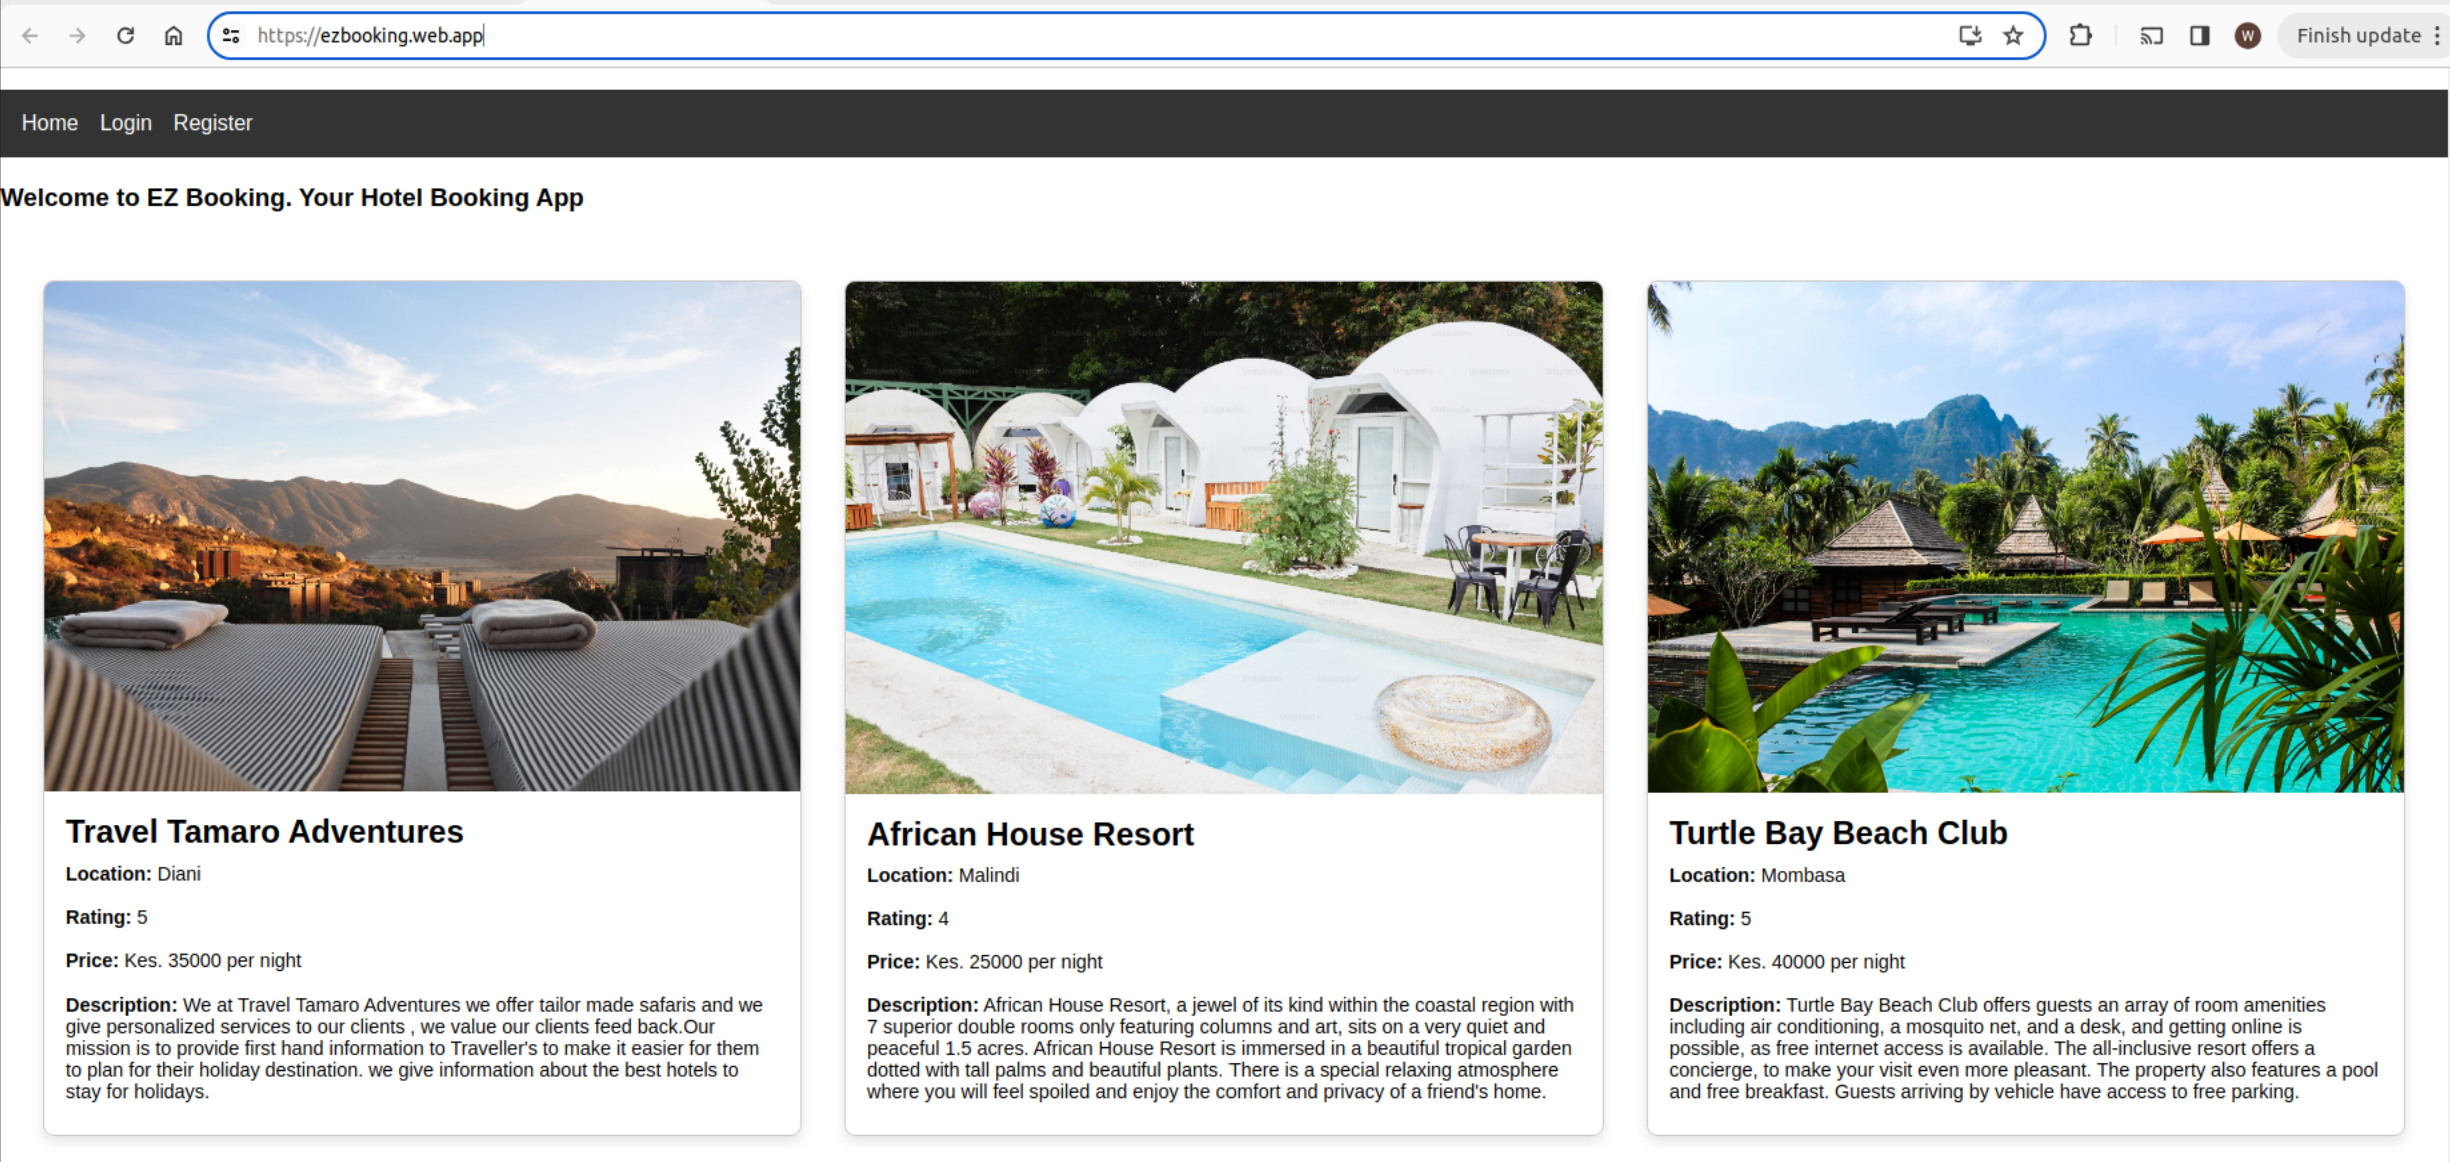 https://ezbooking.web.app
W
Finish update
Home Login Register
Welcome to EZ Booking. Your Hotel Booking App
Travel Tamaro Adventures
Location: Diani
Rating: 5
Price: Kes. 35000 per night
Description: We at Travel Tamaro Adventures we offer tailor made safaris and we
give personalized services to our clients , we value our clients feed back.Our
mission is to provide first hand information to Traveller's to make it easier for them
to plan for their holiday destination. we give information about the best hotels to
stay for holidays.
African House Resort
Location: Malindi
Rating: 4
Price: Kes. 25000 per night
Description: African House Resort, a jewel of its kind within the coastal region with
7 superior double rooms only featuring columns and art, sits on a very quiet and
peaceful 1.5 acres. African House Resort is immersed in a beautiful tropical garden
dotted with tall palms and beautiful plants. There is a special relaxing atmosphere
where you will feel spoiled and enjoy the comfort and privacy of a friend's home.
Turtle Bay Beach Club
Location: Mombasa
Rating: 5
Price: Kes. 40000 per night
Description: Turtle Bay Beach Club offers guests an array of room amenities
including air conditioning, a mosquito net, and a desk, and getting online is
possible, as free internet access is available. The all-inclusive resort offers a
concierge, to make your visit even more pleasant. The property also features a pool
and free breakfast. Guests arriving by vehicle have access to free parking.